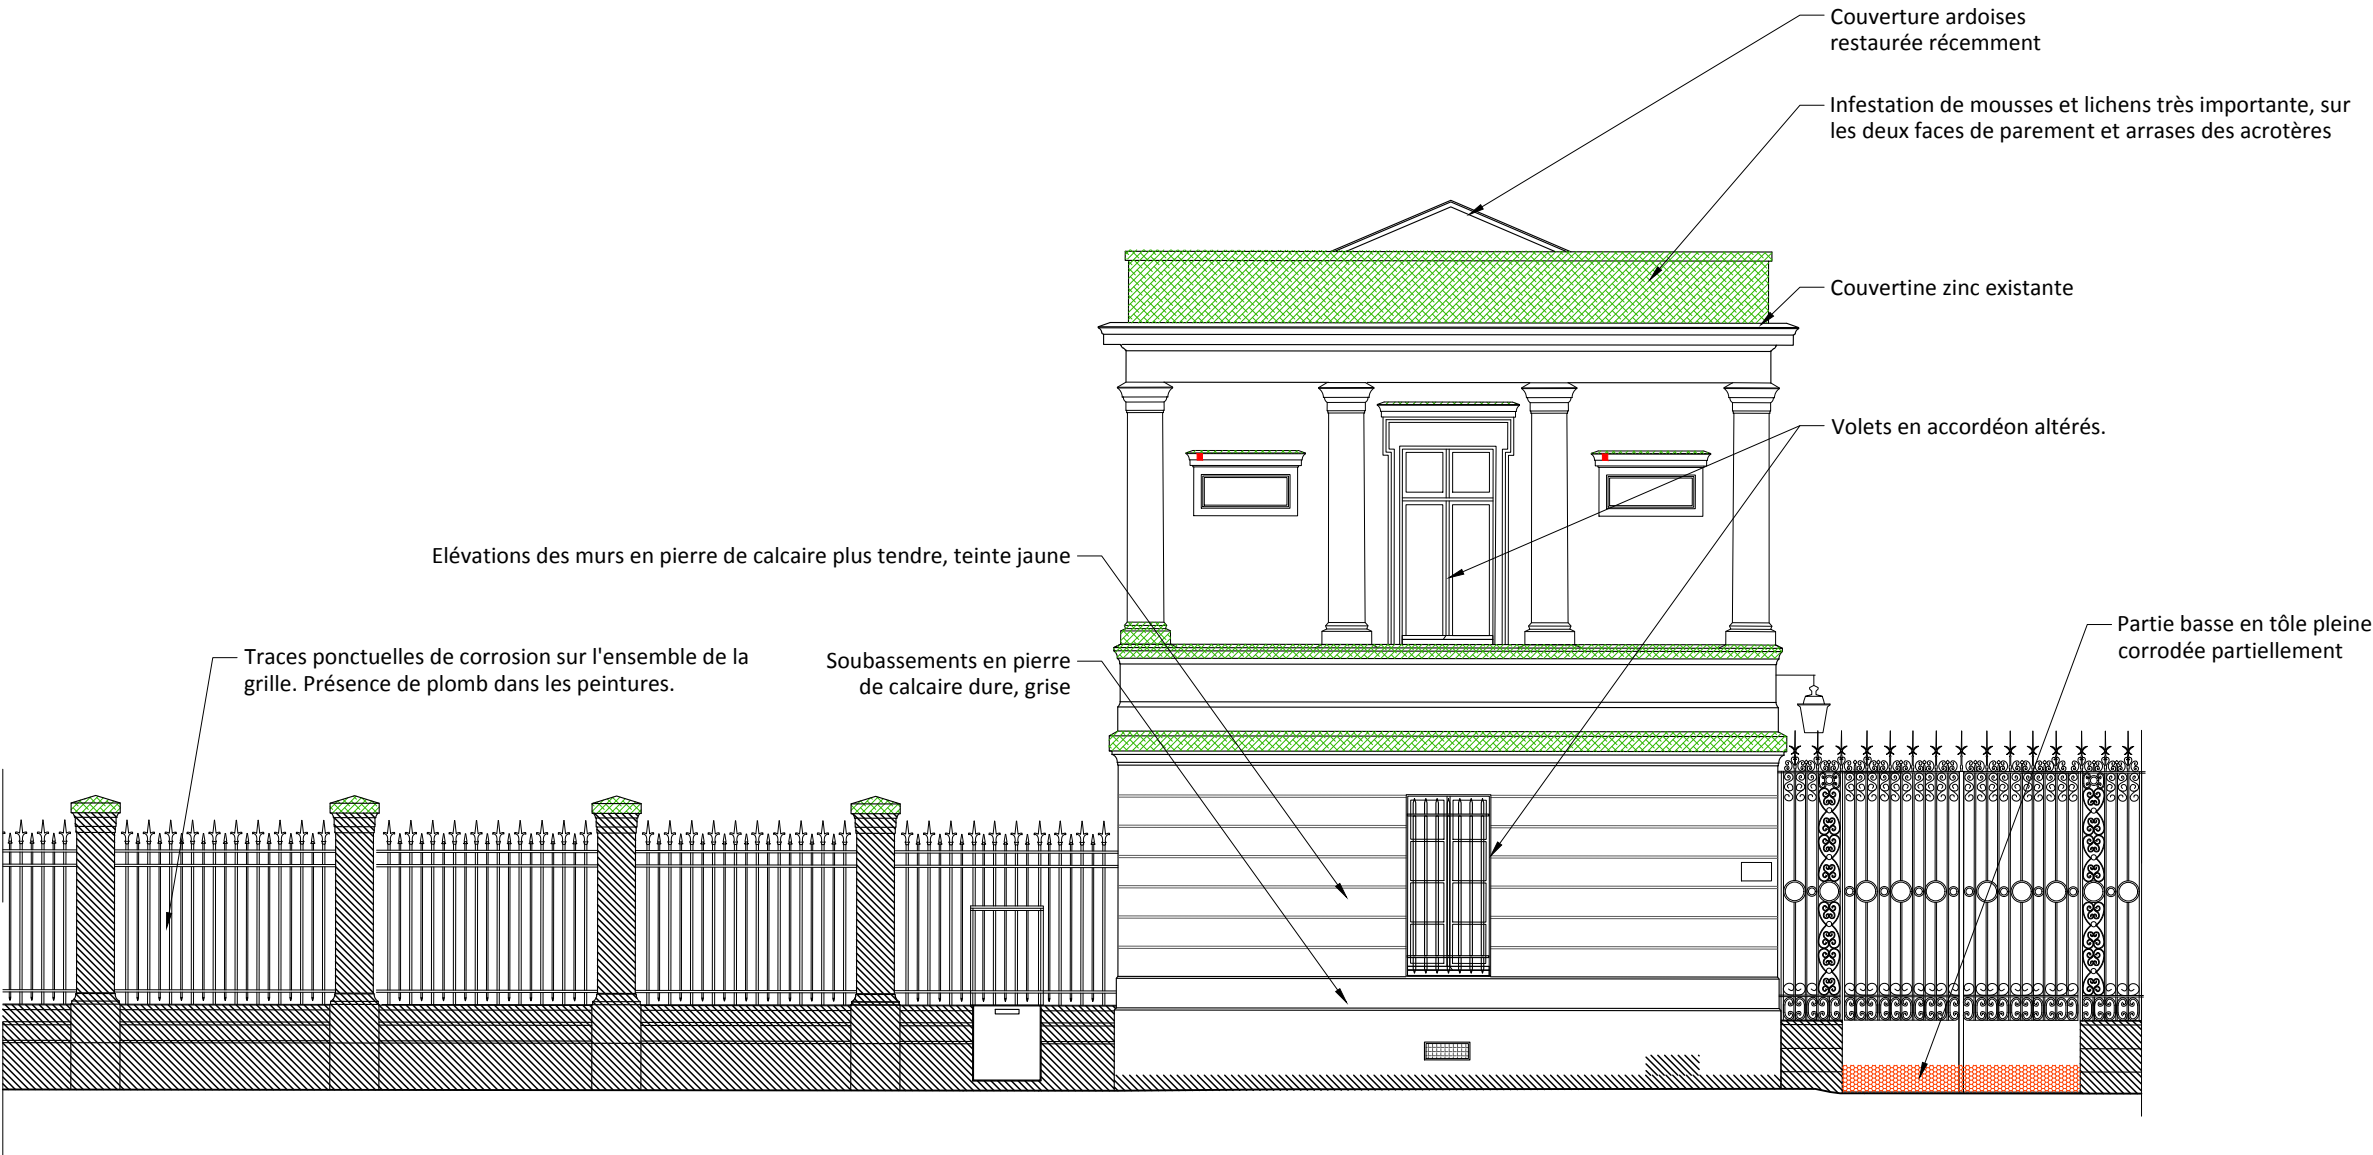 Couverture ardoises
restaurée récemment
Infestation de mousses et lichens très importante, sur
les deux faces de parement et arrases des acrotères
Couvertine zinc existante
Volets en accordéon altérés.
Elévations des murs en pierre de calcaire plus tendre, teinte jaune
Partie basse en tôle pleine
corrodée partiellement
Traces ponctuelles de corrosion sur l'ensemble de la
grille. Présence de plomb dans les peintures.
Soubassements en pierre
de calcaire dure, grise